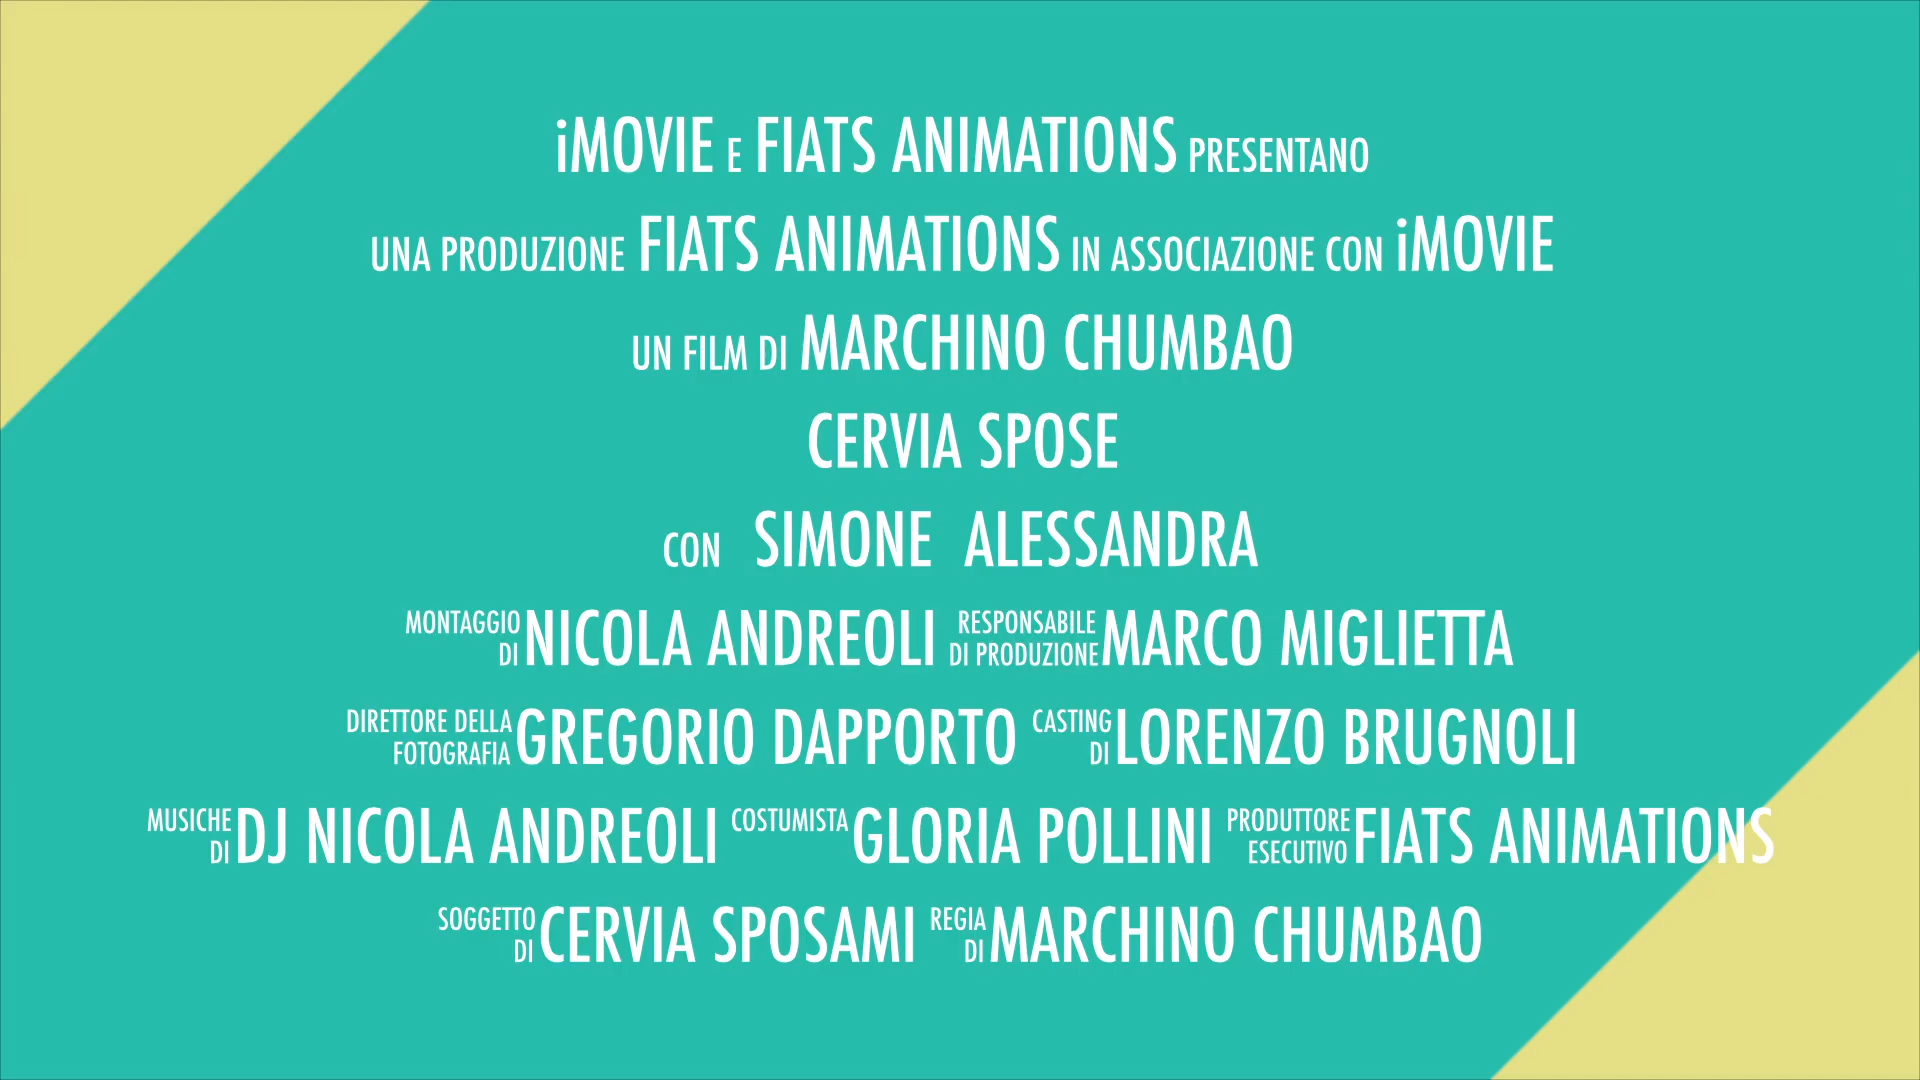 iMOVIE E FIATS ANIMATIONS PRESENTANO
UNA PRODUZIONE FIATS ANIMATIONS IN ASSOCIAZIONE CON iMOVIE
UN FILM DI MARCHINO CHUMBAO
CERVIA SPOSE
CON SIMONE ALESSANDRA
MONTAGGIO DI NICOLA ANDREOLI RESPONSABILE DI PRODUZIONE MARCO MIGLIETTA
DIRETTORE DELLA FOTOGRAFIA GREGORIO DAPPORTO CASTING DI LORENZO BRUGNOLI
MUSICHE DI DJ NICOLA ANDREOLI COSTUMISTA GLORIA POLLINI PRODUTTORE ESECUTIVO FIATS ANIMATIONS
SOGGETTO DI CERVIA SPOSAMI REGIA DI MARCHINO CHUMBAO